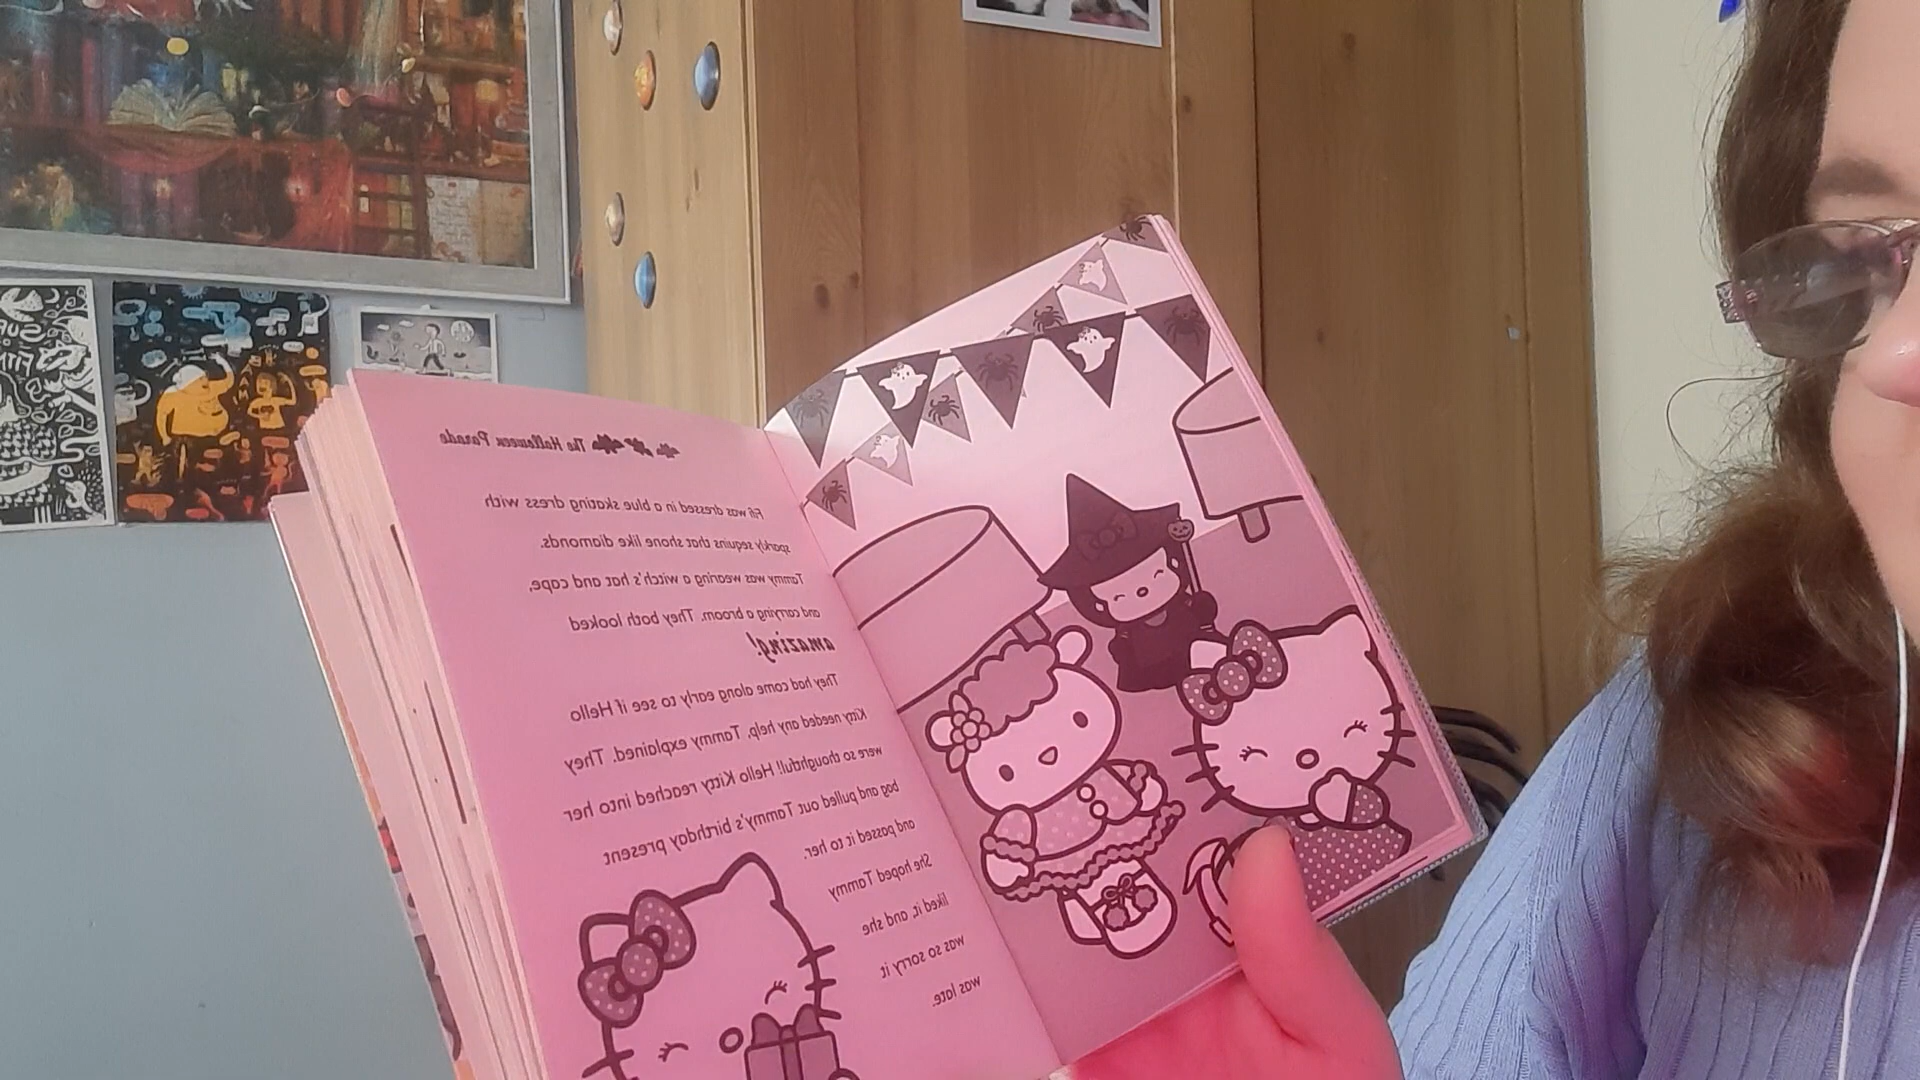 The Halloween Parade
Fifi was dressed in a blue skating dress with
sparkly sequins that shone like diamonds.
Tammy was wearing a witch's hat and cape,
and carrying a broom. They both looked
amazing!
They had come along early to see if Hello
Kitty needed any help, Tammy explained. They
were so thoughtful! Hello Kitty reached into her
bag and pulled out Tammy's birthday present
and passed it to her.
She hoped Tammy
liked it, and she
was so sorry it
was late.